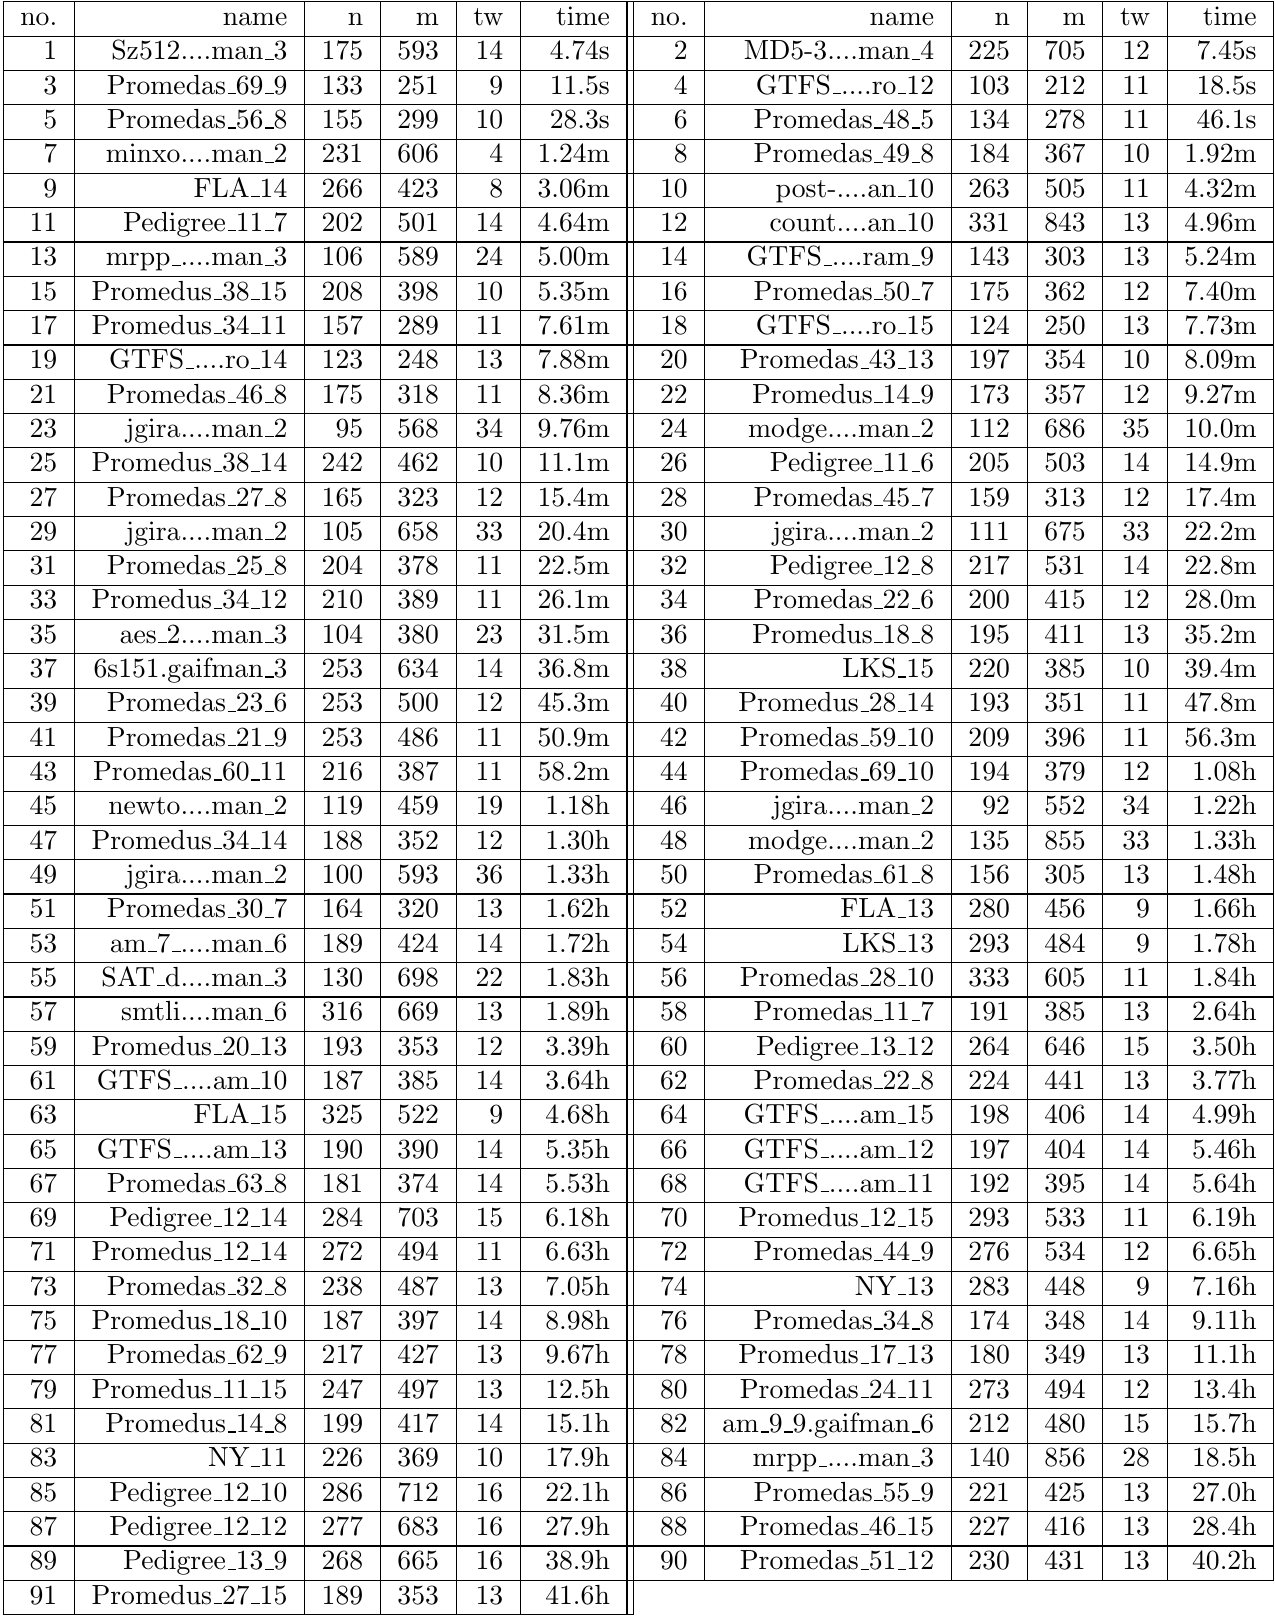 no. name n m tw time no. name n m tw time
1 Sz512....man_3 175 593 14 4.74s 2 MD5-3....man_4 225 705 12 7.45s
3 Promedas_69_9 133 251 9 11.5s 4 GTFS_....ro_12 103 212 11 18.5s
5 Promedas_56_8 155 299 10 28.3s 6 Promedas_48_5 134 278 11 46.1s
7 minxo....man_2 231 606 4 1.24m 8 Promedas_49_8 184 367 10 1.92m
9 FLA_14 266 423 8 3.06m 10 post-....an_10 263 505 11 4.32m
11 Pedigree_11_7 202 501 14 4.64m 12 count....an_10 331 843 13 4.96m
13 mrpp_....man_3 106 589 24 5.00m 14 GTFS_....ram_9 143 303 13 5.24m
15 Promedus_38_15 208 398 10 5.35m 16 Promedas_50_7 175 362 12 7.40m
17 Promedus_34_11 157 289 11 7.61m 18 GTFS_....ro_15 124 250 13 7.73m
19 GTFS_....ro_14 123 248 13 7.88m 20 Promedas_43_13 197 354 10 8.09m
21 Promedas_46_8 175 318 11 8.36m 22 Promedus_14_9 173 357 12 9.27m
23 jgira....man_2 95 568 34 9.76m 24 modge....man_2 112 686 35 10.0m
25 Promedus_38_14 242 462 10 11.1m 26 Pedigree_11_6 205 503 14 14.9m
27 Promedas_27_8 165 323 12 15.4m 28 Promedas_45_7 159 313 12 17.4m
29 jgira....man_2 105 658 33 20.4m 30 jgira....man_2 111 675 33 22.2m
31 Promedas_25_8 204 378 11 22.5m 32 Pedigree_12_8 217 531 14 22.8m
33 Promedus_34_12 210 389 11 26.1m 34 Promedas_22_6 200 415 12 28.0m
35 aes_2....man_3 104 380 23 31.5m 36 Promedus_18_8 195 411 13 35.2m
37 6s151.gaifman_3 253 634 14 36.8m 38 LKS_15 220 385 10 39.4m
39 Promedas_23_6 253 500 12 45.3m 40 Promedus_28_14 193 351 11 47.8m
41 Promedas_21_9 253 486 11 50.9m 42 Promedas_59_10 209 396 11 56.3m
43 Promedas_60_11 216 387 11 58.2m 44 Promedas_69_10 194 379 12 1.08h
45 newto....man_2 119 459 19 1.18h 46 jgira....man_2 92 552 34 1.22h
47 Promedus_34_14 188 352 12 1.30h 48 modge....man_2 135 855 33 1.33h
49 jgira....man_2 100 593 36 1.33h 50 Promedas_61_8 156 305 13 1.48h
51 Promedas_30_7 164 320 13 1.62h 52 FLA_13 280 456 9 1.66h
53 am_7_....man_6 189 424 14 1.72h 54 LKS_13 293 484 9 1.78h
55 SAT_d....man_3 130 698 22 1.83h 56 Promedas_28_10 333 605 11 1.84h
57 smtli....man_6 316 669 13 1.89h 58 Promedas_11_7 191 385 13 2.64h
59 Promedus_20_13 193 353 12 3.39h 60 Pedigree_13_12 264 646 15 3.50h
61 GTFS_....am_10 187 385 14 3.64h 62 Promedas_22_8 224 441 13 3.77h
63 FLA_15 325 522 9 4.68h 64 GTFS_....am_15 198 406 14 4.99h
65 GTFS_....am_13 190 390 14 5.35h 66 GTFS_....am_12 197 404 14 5.46h
67 Promedas_63_8 181 374 14 5.53h 68 GTFS_....am_11 192 395 14 5.64h
69 Pedigree_12_14 284 703 15 6.18h 70 Promedus_12_15 293 533 11 6.19h
71 Promedus_12_14 272 494 11 6.63h 72 Promedas_44_9 276 534 12 6.65h
73 Promedas_32_8 238 487 13 7.05h 74 NY_13 283 448 9 7.16h
75 Promedus_18_10 187 397 14 8.98h 76 Promedas_34_8 174 348 14 9.11h
77 Promedas_62_9 217 427 13 9.67h 78 Promedus_17_13 180 349 13 11.1h
79 Promedus_11_15 247 497 13 12.5h 80 Promedas_24_11 273 494 12 13.4h
81 Promedus_14_8 199 417 14 15.1h 82 am_9_9.gaifman_6 212 480 15 15.7h
83 NY_11 226 369 10 17.9h 84 mrpp_....man_3 140 856 28 18.5h
85 Pedigree_12_10 286 712 16 22.1h 86 Promedas_55_9 221 425 13 27.0h
87 Pedigree_12_12 277 683 16 27.9h 88 Promedas_46_15 227 416 13 28.4h
89 Pedigree_13_9 268 665 16 38.9h 90 Promedas_51_12 230 431 13 40.2h
91 Promedus_27_15 189 353 13 41.6h